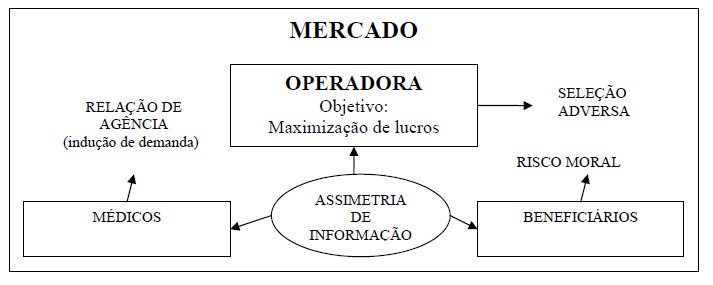 MERCADO
OPERADORA
Objetivo:
Maximização de lucros
SELEÇÃO
ADVERSA
RELAÇÃO DE
AGÊNCIA
(indução de demanda)
RISCO MORAL
MÉDICOS
ASSIMETRIA
DE
INFORMAÇÃO
BENEFICIÁRIOS